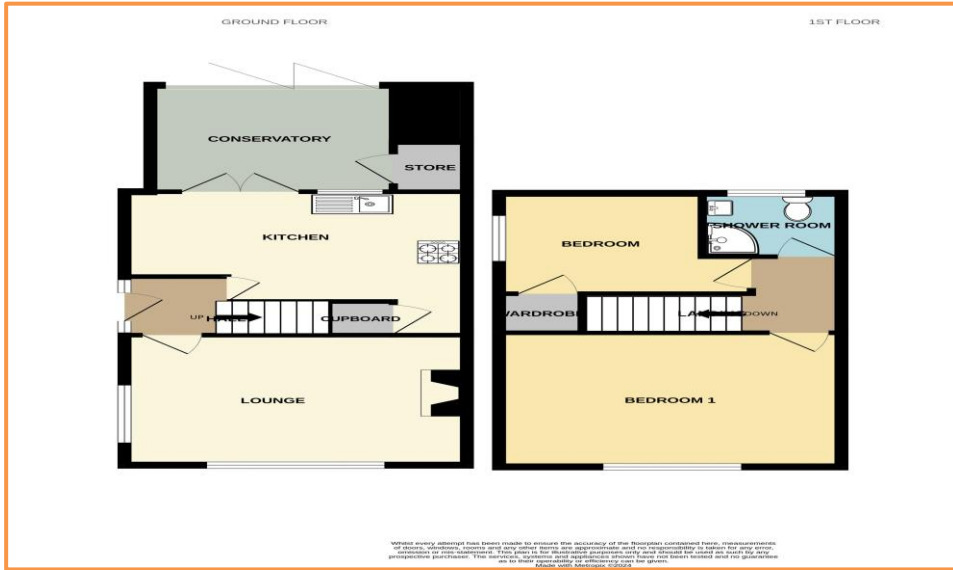 GROUND FLOOR
1ST FLOOR
CONSERVATORY
STORE
KITCHEN
UP
HALL
CUPBOARD
LOUNGE
SHOWER ROOM
BEDROOM
WARDROBE
LANDING
DOWN
BEDROOM 1
Whilst every attempt has been made to ensure the accuracy of the floorplan contained here, measurements
of doors, windows, rooms and any other items are approximate and no responsibility is taken for any error,
omission or mis-statement. This plan is for illustrative purposes only and should be used as such by any
prospective purchaser. The services, systems and appliances shown have not been tested and no guarantee
as to their operability or efficiency can be given.
Made with Metropix ©2024